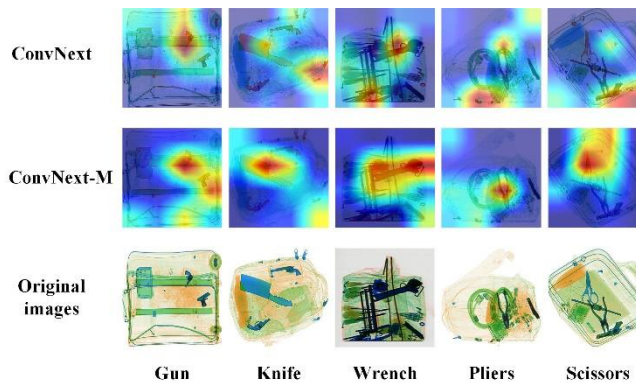 ConvNext
ConvNext-M
Original
images
Gun Knife Wrench Pliers Scissors